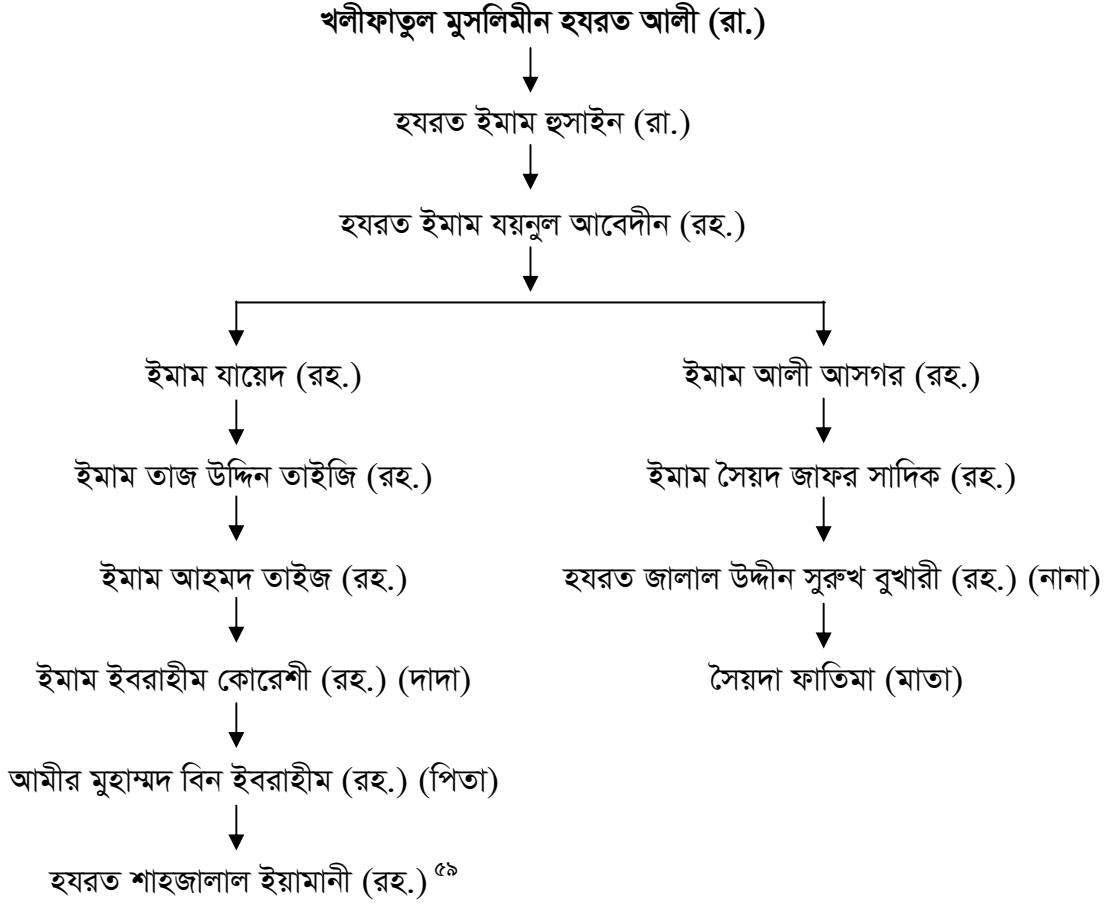 খলীফাতুল মুসলিমীন হযরত আলী (রা.)
হযরত ইমাম হুসাইন (রা.)
হযরত ইমাম যয়নুল আবেদীন (রহ.)
ইমাম যায়েদ (রহ.)
ইমাম আলী আসগর (রহ.)
ইমাম তাজ উদ্দিন তাইজি (রহ.)
ইমাম সৈয়দ জাফর সাদিক (রহ.)
ইমাম আহমদ তাইজ (রহ.)
হযরত জালাল উদ্দীন সুরুখ বুখারী (রহ.) (নানা)
ইমাম ইবরাহীম কোরেশী (রহ.) (দাদা)
সৈয়দা ফাতিমা (মাতা)
আমীর মুহাম্মদ বিন ইবরাহীম (রহ.) (পিতা)
হযরত শাহজালাল ইয়ামানী (রহ.) ৫৯